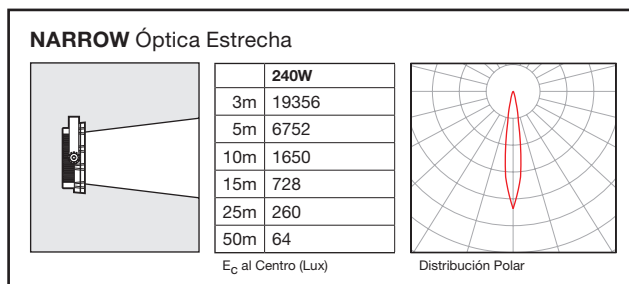 NARROW Óptica Estrecha
240W
3m 19356
5m 6752
10m 1650
15m 728
25m 260
50m 64
EC al Centro (Lux)
Distribución Polar